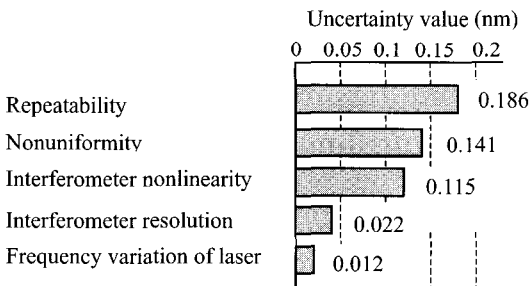 Uncertainty value (nm)
0 0.05 0.1 0.15 0.2
Repeatability 0.186
Nonuniformity 0.141
Interferometer nonlinearity 0.115
Interferometer resolution 0.022
Frequency variation of laser 0.012